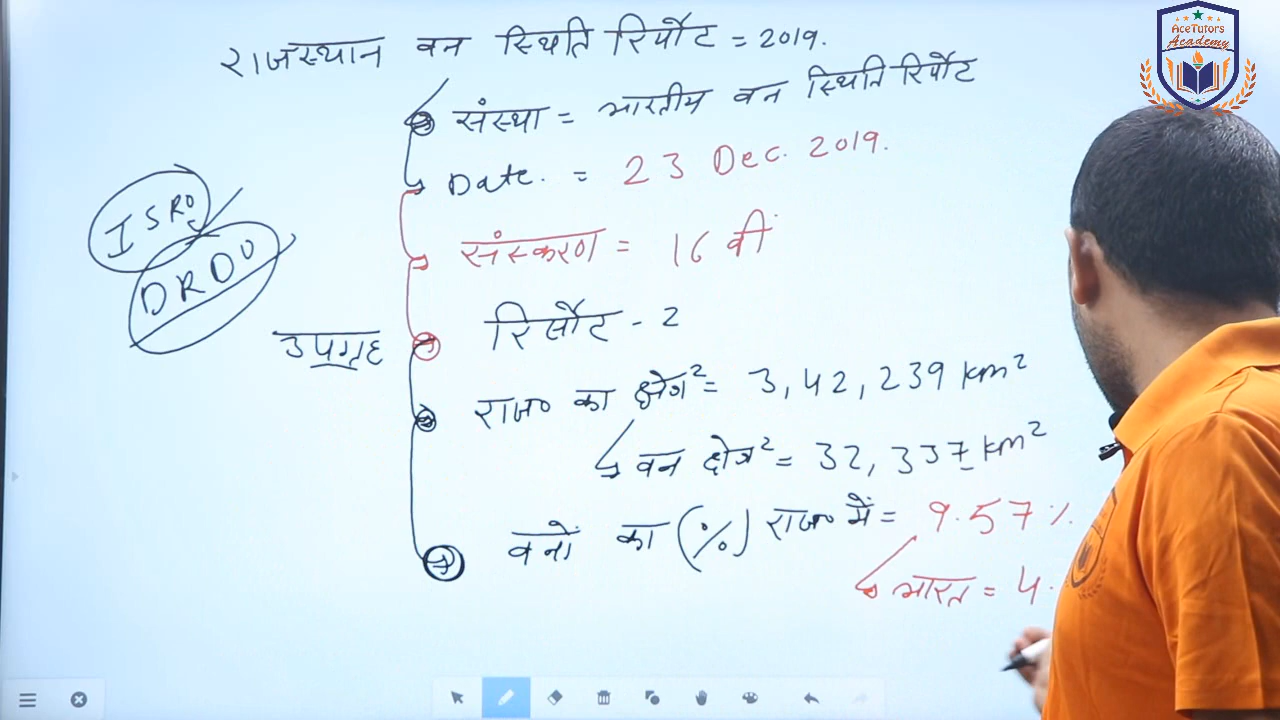 AceTutors
Academy
राजस्थान वन स्थिति रिर्पोट = 2019.
संस्था = भारतीय वन स्थिति रिर्पोट
Date. = 23 Dec. 2019.
ISRO
DRDO
संस्करण = 16 वीं
उपग्रह
रिर्सोट - 2
राज० का क्षेत्र² = 3,42,239 km²
वन क्षेत्र² = 32,337 km²
वनों का (%) राज० में = 9.57 %.
भारत = 4.